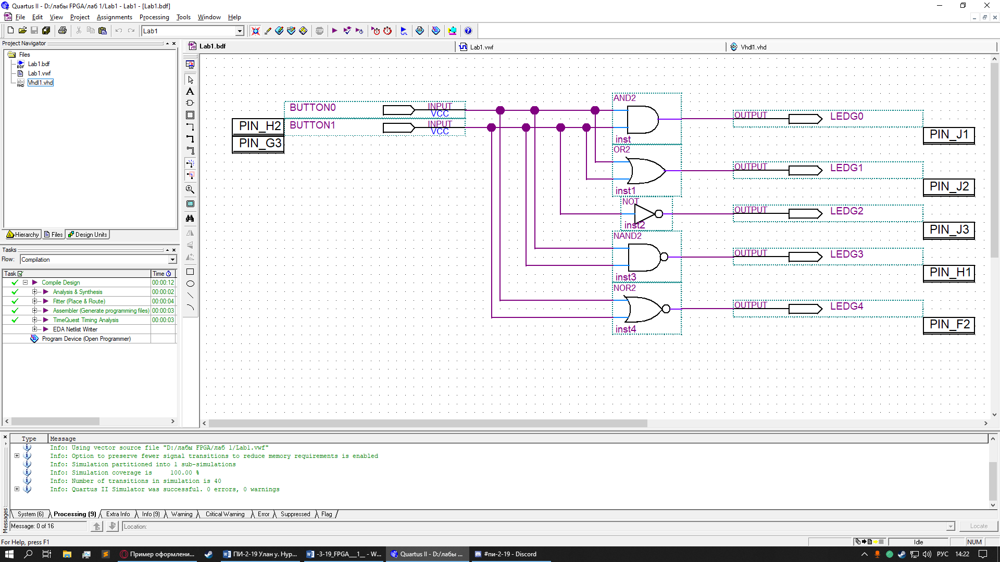 Quartus II - D:/лабы FPGA/лаб 1/Lab1 - Lab1 - [Lab1.bdf]
File Edit View Project Assignments Processing Tools Window Help
Lab1
STOP
Project Navigator
Files
Lab1.bdf
Lab1.vwf
Vhdl1.vhd
Hierarchy Files Design Units
Tasks
Flow: Compilation
Task Time
Compile Design 00:00:12
Analysis & Synthesis 00:00:02
Fitter (Place & Route) 00:00:04
Assembler (Generate programming files) 00:00:03
TimeQuest Timing Analysis 00:00:03
EDA Netlist Writer
Program Device (Open Programmer)
Lab1.bdf Lab1.vwf Vhdl1.vhd
BUTTON0 INPUT
VCC
BUTTON1 INPUT
VCC
PIN_H2
PIN_G3
AND2
inst
OUTPUT LEDG0
PIN_J1
OR2
inst1
OUTPUT LEDG1
PIN_J2
NOT
inst2
OUTPUT LEDG2
PIN_J3
NAND2
inst3
OUTPUT LEDG3
PIN_H1
NOR2
inst4
OUTPUT LEDG4
PIN_F2
Type Message
Info: Using vector source file "D:/лабы FPGA/лаб 1/Lab1.vwf"
Info: Option to preserve fewer signal transitions to reduce memory requirements is enabled
Info: Simulation partitioned into 1 sub-simulations
Info: Simulation coverage is 100.00 %
Info: Number of transitions in simulation is 40
Info: Quartus II Simulator was successful. 0 errors, 0 warnings
System (6) Processing (9) Extra Info Info (9) Warning Critical Warning Error Suppressed Flag
Messages
Message: 0 of 16 Location: Locate
For Help, press F1 Idle NUM
Пример оформлени... ПИ-2-19 Улан у. Нур... -3-19_FPGA___1__ - W... Quartus II - D:/лабы ... #пи-2-19 - Discord РУС 14:22